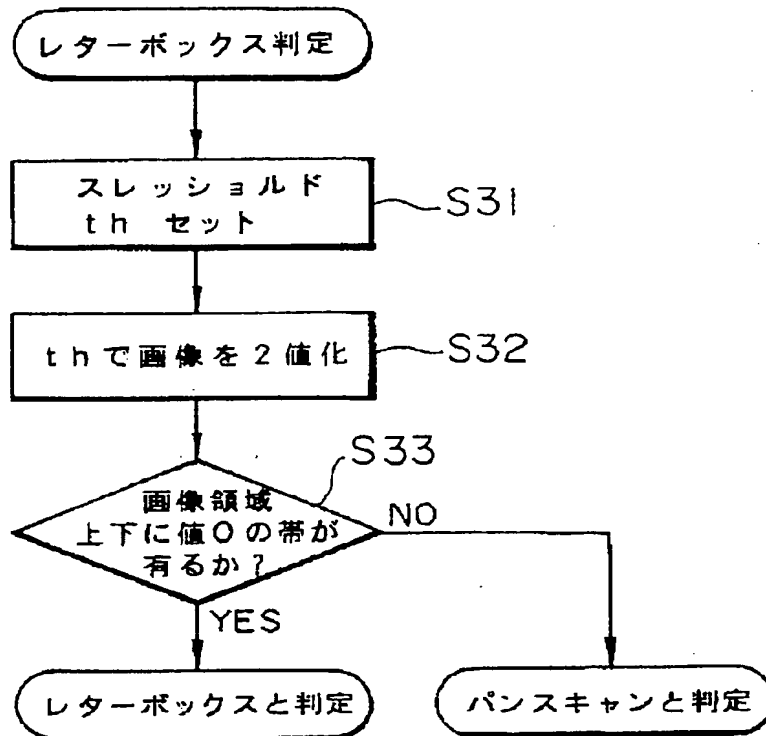 レターボックス判定
スレッショルド
th セット
S31
thで画像を2値化
S32
S33
画像領域
上下に値0の帯が
有るか?
NO
YES
レターボックスと判定
パンスキャンと判定